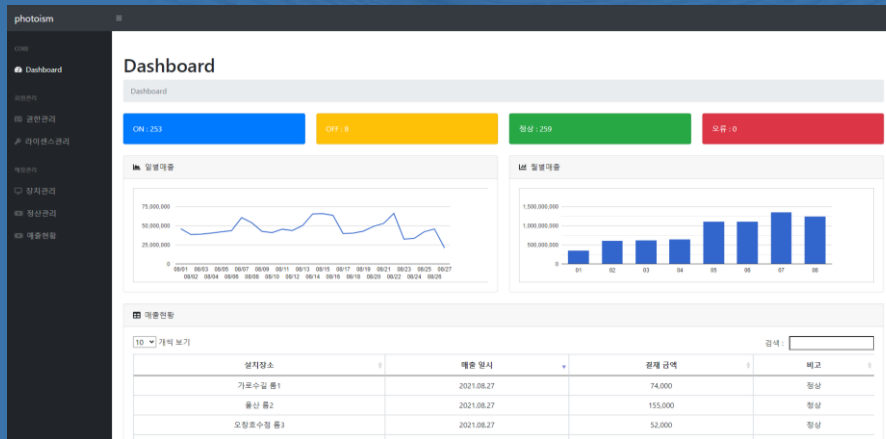 photoism
CORE
Dashboard
회원관리
권한관리
라이센스관리
매장관리
장치관리
정산관리
매출현황
Dashboard
Dashboard
ON : 253
OFF : 8
정상 : 259
오류 : 0
일별매출
75,000,000
50,000,000
25,000,000
0
08/01 08/03 08/05 08/07 08/09 08/11 08/13 08/15 08/17 08/19 08/21 08/23 08/25 08/27
08/02 08/04 08/06 08/08 08/10 08/12 08/14 08/16 08/18 08/20 08/22 08/24 08/26
월별매출
1,500,000,000
1,000,000,000
500,000,000
0
01 02 03 04 05 06 07 08
매출현황
10 개씩 보기
검색 :
설치장소 매출 일시 결재 금액 비고
가로수길 룸1 2021.08.27 74,000 정상
용산 룸2 2021.08.27 155,000 정상
오창호수점 룸3 2021.08.27 52,000 정상